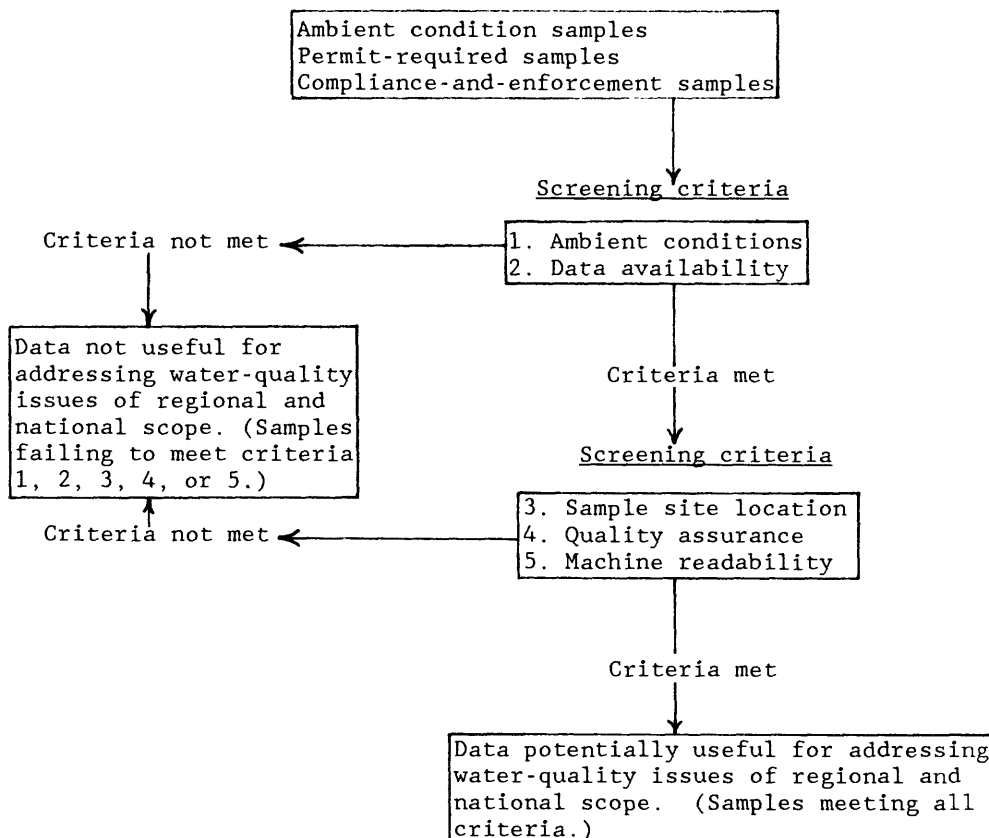 Ambient condition samples
Permit-required samples
Compliance-and-enforcement samples
Screening criteria
1. Ambient conditions
2. Data availability
Criteria not met
Data not useful for
addressing water-quality
issues of regional and
national scope. (Samples
failing to meet criteria
1, 2, 3, 4, or 5.)
Criteria met
Screening criteria
3. Sample site location
4. Quality assurance
5. Machine readability
Criteria not met
Criteria met
Data potentially useful for addressing
water-quality issues of regional and
national scope. (Samples meeting all
criteria.)